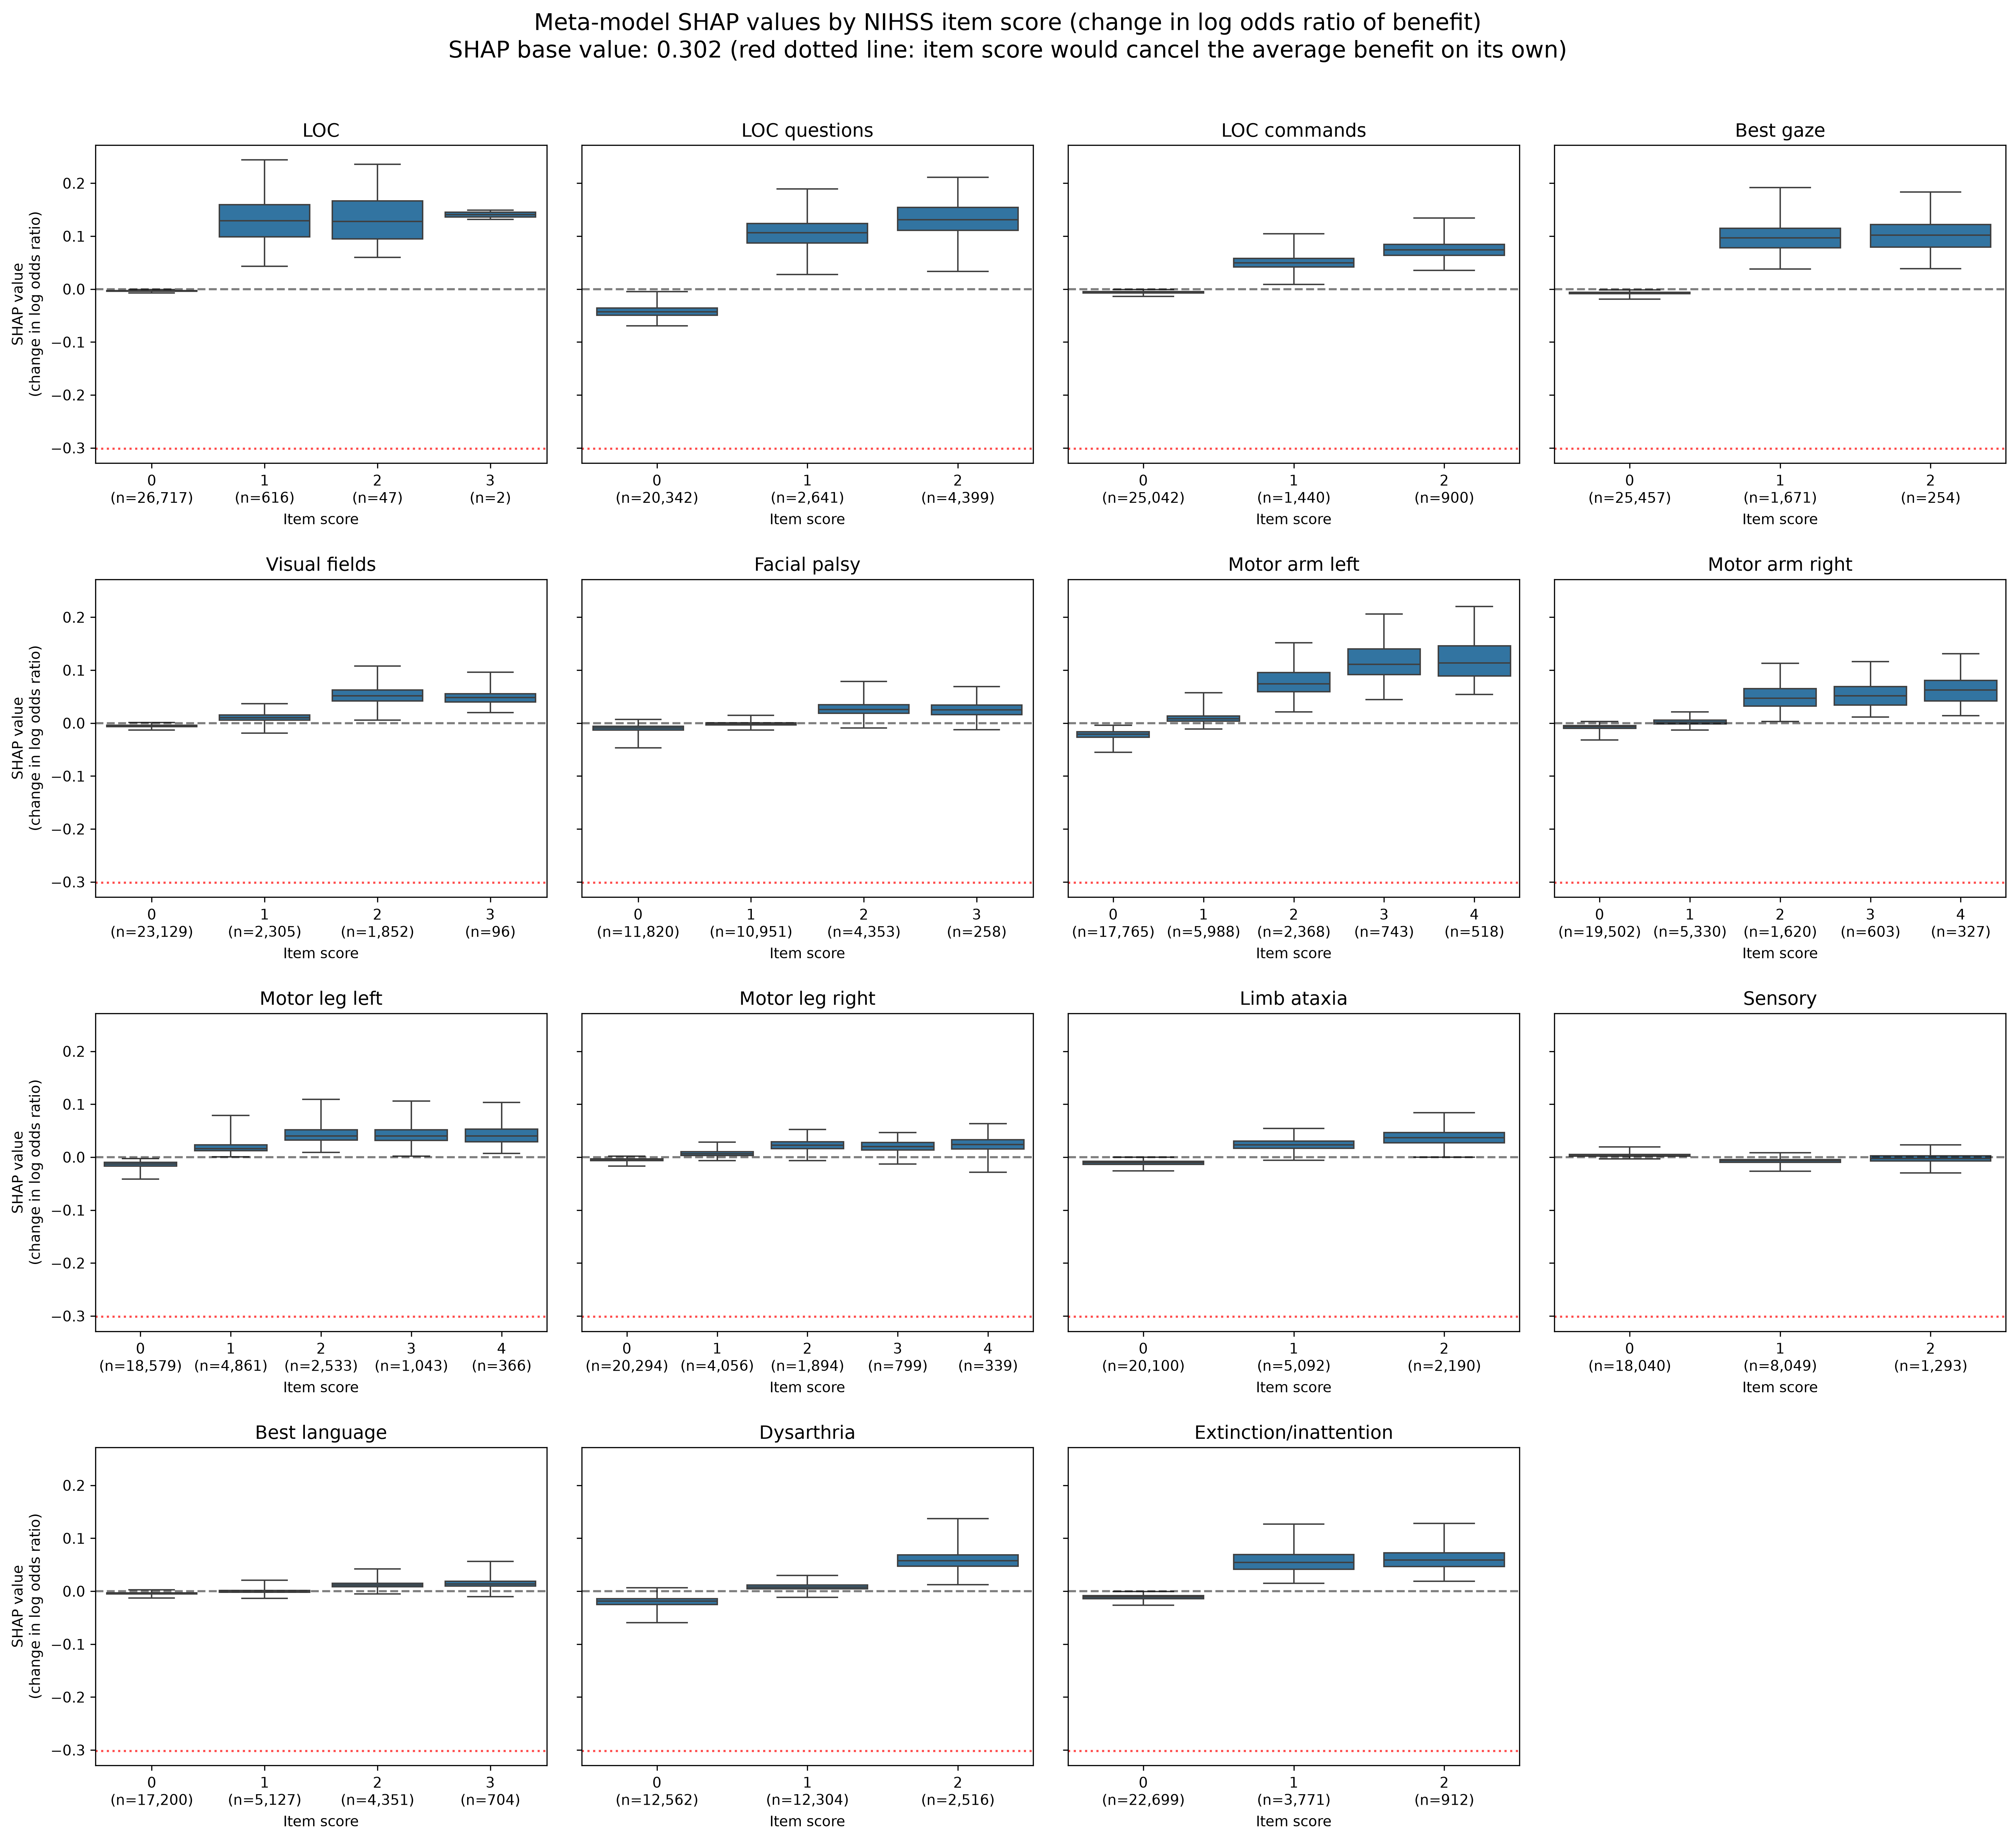 Meta-model SHAP values by NIHSS item score (change in log odds ratio of benefit)
SHAP base value: 0.302 (red dotted line: item score would cancel the average benefit on its own)
LOC
LOC questions
LOC commands
Best gaze
SHAP value
(change in log odds ratio)
0.2
0.1
0.0
−0.1
−0.2
−0.3
0 1 2 3
(n=26,717) (n=616) (n=47) (n=2)
Item score
0 1 2
(n=20,342) (n=2,641) (n=4,399)
Item score
0 1 2
(n=25,042) (n=1,440) (n=900)
Item score
0 1 2
(n=25,457) (n=1,671) (n=254)
Item score
Visual fields
Facial palsy
Motor arm left
Motor arm right
SHAP value
(change in log odds ratio)
0.2
0.1
0.0
−0.1
−0.2
−0.3
0 1 2 3
(n=23,129) (n=2,305) (n=1,852) (n=96)
Item score
0 1 2 3
(n=11,820) (n=10,951) (n=4,353) (n=258)
Item score
0 1 2 3 4
(n=17,765) (n=5,988) (n=2,368) (n=743) (n=518)
Item score
0 1 2 3 4
(n=19,502) (n=5,330) (n=1,620) (n=603) (n=327)
Item score
Motor leg left
Motor leg right
Limb ataxia
Sensory
SHAP value
(change in log odds ratio)
0.2
0.1
0.0
−0.1
−0.2
−0.3
0 1 2 3 4
(n=18,579) (n=4,861) (n=2,533) (n=1,043) (n=366)
Item score
0 1 2 3 4
(n=20,294) (n=4,056) (n=1,894) (n=799) (n=339)
Item score
0 1 2
(n=20,100) (n=5,092) (n=2,190)
Item score
0 1 2
(n=18,040) (n=8,049) (n=1,293)
Item score
Best language
Dysarthria
Extinction/inattention
SHAP value
(change in log odds ratio)
0.2
0.1
0.0
−0.1
−0.2
−0.3
0 1 2 3
(n=17,200) (n=5,127) (n=4,351) (n=704)
Item score
0 1 2
(n=12,562) (n=12,304) (n=2,516)
Item score
0 1 2
(n=22,699) (n=3,771) (n=912)
Item score